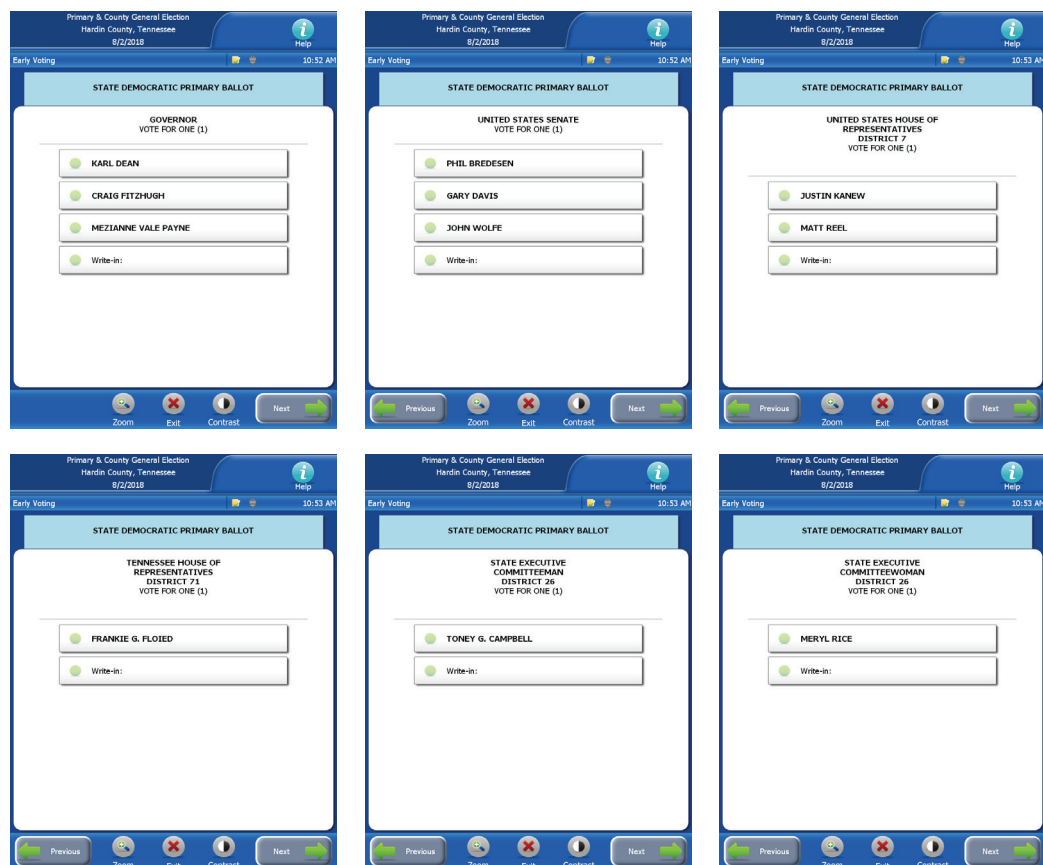 Primary & County General Election
Hardin County, Tennessee
8/2/2018
Help
Early Voting
10:52 AM
STATE DEMOCRATIC PRIMARY BALLOT
GOVERNOR
VOTE FOR ONE (1)
KARL DEAN
CRAIG FITZHUGH
MEZIANNE VALE PAYNE
Write-in:
Zoom
Exit
Contrast
Next
Primary & County General Election
Hardin County, Tennessee
8/2/2018
Help
Early Voting
10:52 AM
STATE DEMOCRATIC PRIMARY BALLOT
UNITED STATES SENATE
VOTE FOR ONE (1)
PHIL BREDESEN
GARY DAVIS
JOHN WOLFE
Write-in:
Previous
Zoom
Exit
Contrast
Next
Primary & County General Election
Hardin County, Tennessee
8/2/2018
Help
Early Voting
10:53 AM
STATE DEMOCRATIC PRIMARY BALLOT
UNITED STATES HOUSE OF
REPRESENTATIVES
DISTRICT 7
VOTE FOR ONE (1)
JUSTIN KANEW
MATT REEL
Write-in:
Previous
Zoom
Exit
Contrast
Next
Primary & County General Election
Hardin County, Tennessee
8/2/2018
Help
Early Voting
10:53 AM
STATE DEMOCRATIC PRIMARY BALLOT
TENNESSEE HOUSE OF
REPRESENTATIVES
DISTRICT 71
VOTE FOR ONE (1)
FRANKIE G. FLOIED
Write-in:
Previous
Zoom
Exit
Contrast
Next
Primary & County General Election
Hardin County, Tennessee
8/2/2018
Help
Early Voting
10:53 AM
STATE DEMOCRATIC PRIMARY BALLOT
STATE EXECUTIVE
COMMITTEEMAN
DISTRICT 26
VOTE FOR ONE (1)
TONEY G. CAMPBELL
Write-in:
Previous
Zoom
Exit
Contrast
Next
Primary & County General Election
Hardin County, Tennessee
8/2/2018
Help
Early Voting
10:53 AM
STATE DEMOCRATIC PRIMARY BALLOT
STATE EXECUTIVE
COMMITTEEWOMAN
DISTRICT 26
VOTE FOR ONE (1)
MERYL RICE
Write-in:
Previous
Zoom
Exit
Contrast
Next